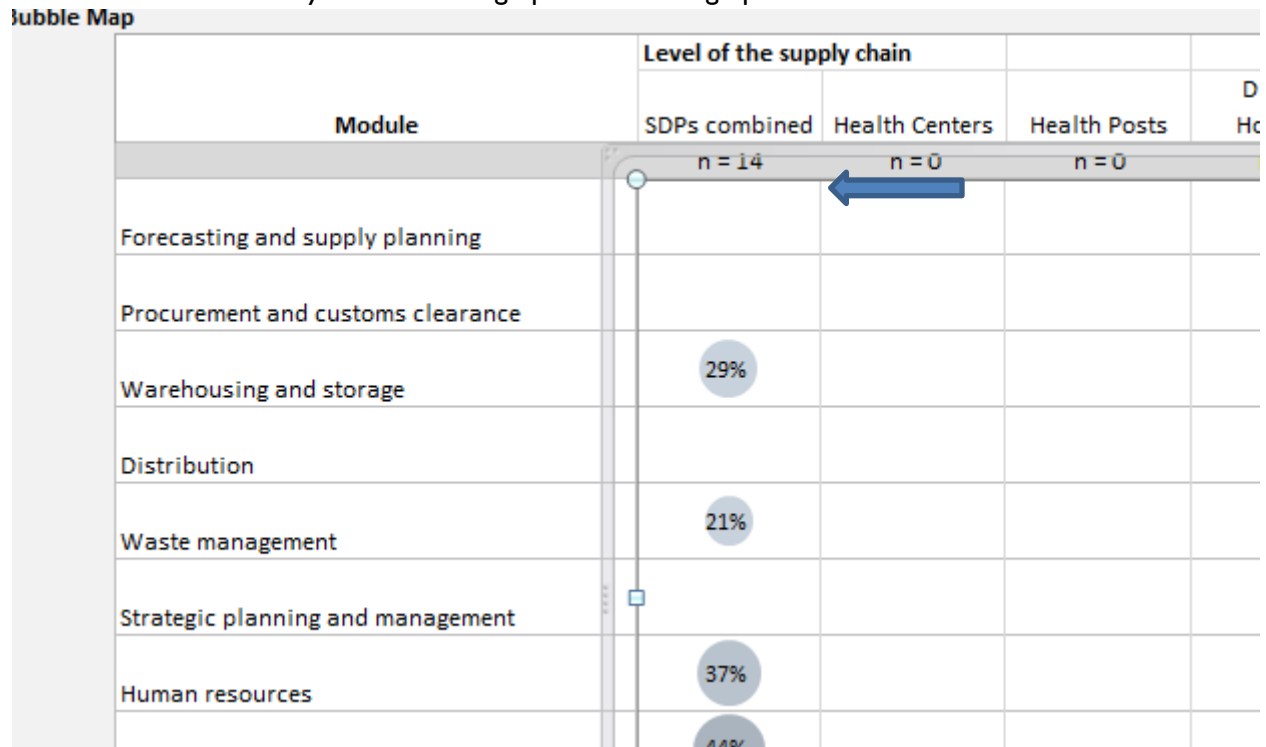 Bubble Map
Level of the supply chain
Module SDPs combined Health Centers Health Posts
n = 14 n = 0 n = 0
Forecasting and supply planning
Procurement and customs clearance
Warehousing and storage 29%
Distribution
Waste management 21%
Strategic planning and management
Human resources 37%
44%